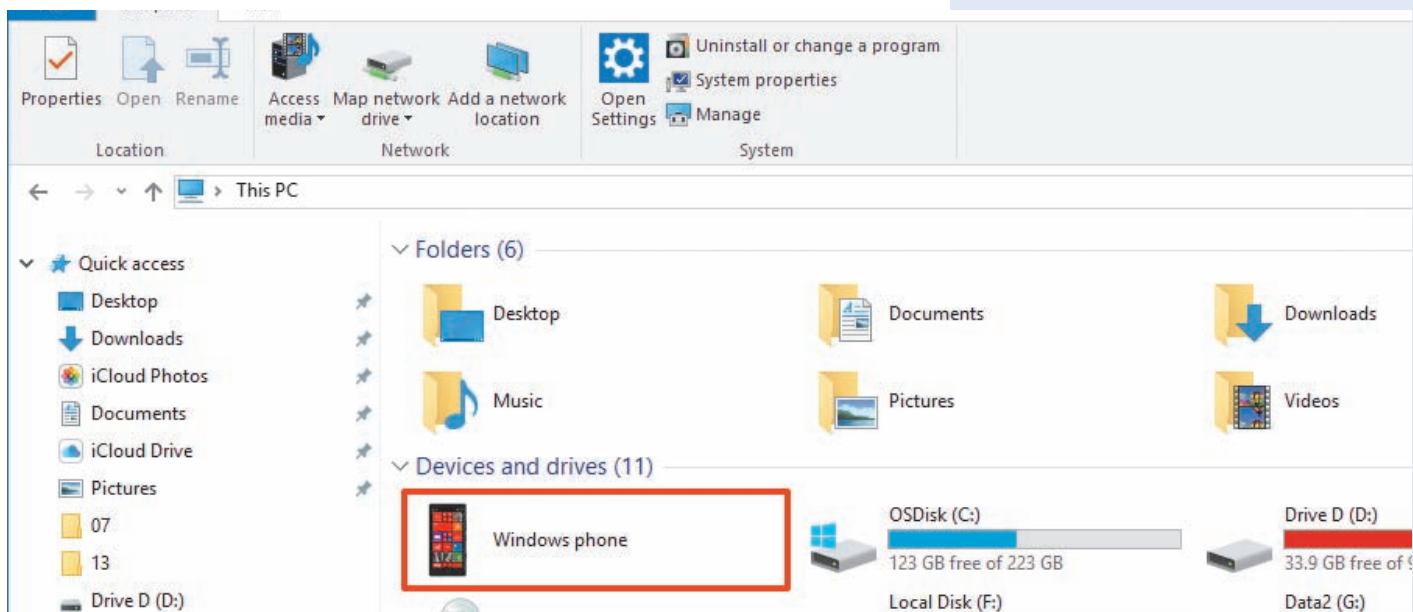 Uninstall or change a program
System properties
Manage
Properties Open Rename
Access media
Map network drive
Add a network location
Open Settings
Location
Network
System
This PC
Quick access
Desktop
Downloads
iCloud Photos
Documents
iCloud Drive
Pictures
07
13
Drive D (D:)
Folders (6)
Desktop
Documents
Downloads
Music
Pictures
Videos
Devices and drives (11)
Windows phone
OSDisk (C:)
123 GB free of 223 GB
Drive D (D:)
33.9 GB free of
Local Disk (F:)
Data2 (G:)